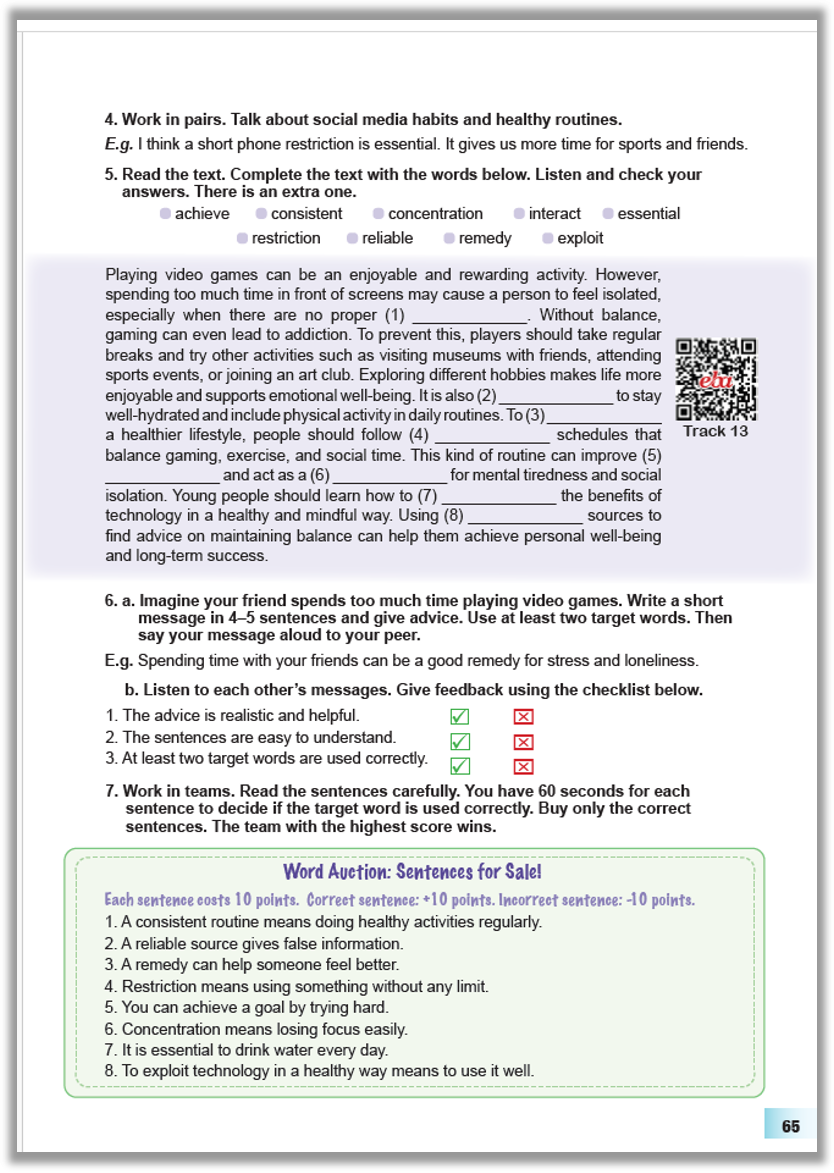 4. Work in pairs. Talk about social media habits and healthy routines.
E.g. I think a short phone restriction is essential. It gives us more time for sports and friends.
5. Read the text. Complete the text with the words below. Listen and check your
answers. There is an extra one.
achieve consistent concentration interact essential
restriction reliable remedy exploit
Playing video games can be an enjoyable and rewarding activity. However,
spending too much time in front of screens may cause a person to feel isolated,
especially when there are no proper (1) _____________. Without balance,
gaming can even lead to addiction. To prevent this, players should take regular
breaks and try other activities such as visiting museums with friends, attending
sports events, or joining an art club. Exploring different hobbies makes life more
enjoyable and supports emotional well-being. It is also (2) _____________ to stay
well-hydrated and include physical activity in daily routines. To (3) _____________
a healthier lifestyle, people should follow (4) _____________ schedules that
balance gaming, exercise, and social time. This kind of routine can improve (5)
_____________ and act as a (6) _____________ for mental tiredness and social
isolation. Young people should learn how to (7) _____________ the benefits of
technology in a healthy and mindful way. Using (8) _____________ sources to
find advice on maintaining balance can help them achieve personal well-being
and long-term success.
eba
Track 13
6. a. Imagine your friend spends too much time playing video games. Write a short
message in 4–5 sentences and give advice. Use at least two target words. Then
say your message aloud to your peer.
E.g. Spending time with your friends can be a good remedy for stress and loneliness.
b. Listen to each other's messages. Give feedback using the checklist below.
1. The advice is realistic and helpful.
2. The sentences are easy to understand.
3. At least two target words are used correctly.
7. Work in teams. Read the sentences carefully. You have 60 seconds for each
sentence to decide if the target word is used correctly. Buy only the correct
sentences. The team with the highest score wins.
Word Auction: Sentences for Sale!
Each sentence costs 10 points. Correct sentence: +10 points. Incorrect sentence: -10 points.
1. A consistent routine means doing healthy activities regularly.
2. A reliable source gives false information.
3. A remedy can help someone feel better.
4. Restriction means using something without any limit.
5. You can achieve a goal by trying hard.
6. Concentration means losing focus easily.
7. It is essential to drink water every day.
8. To exploit technology in a healthy way means to use it well.
65